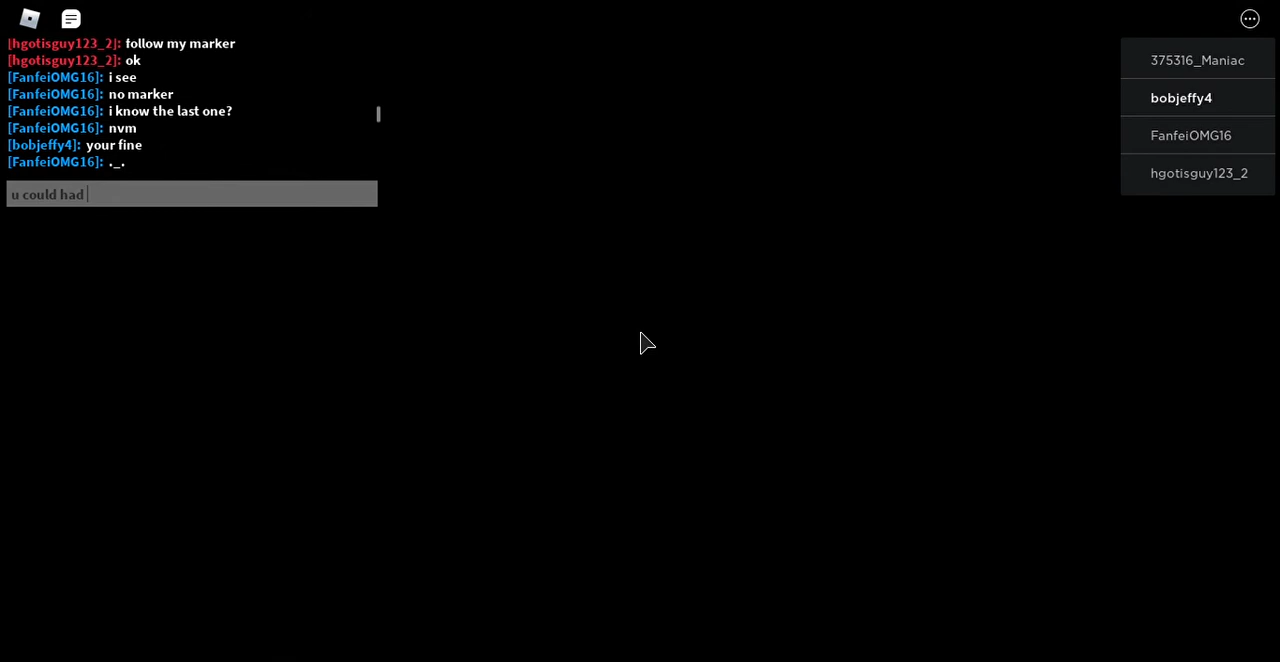 [hgotisguy123_2]: follow my marker
[hgotisguy123_2]: ok
[FanfeiOMG16]: i see
[FanfeiOMG16]: no marker
[FanfeiOMG16]: i know the last one?
[FanfeiOMG16]: nvm
[bobjeffy4]: your fine
[FanfeiOMG16]: ._.
u could had
375316_Maniac
bobjeffy4
FanfeiOMG16
hgotisguy123_2